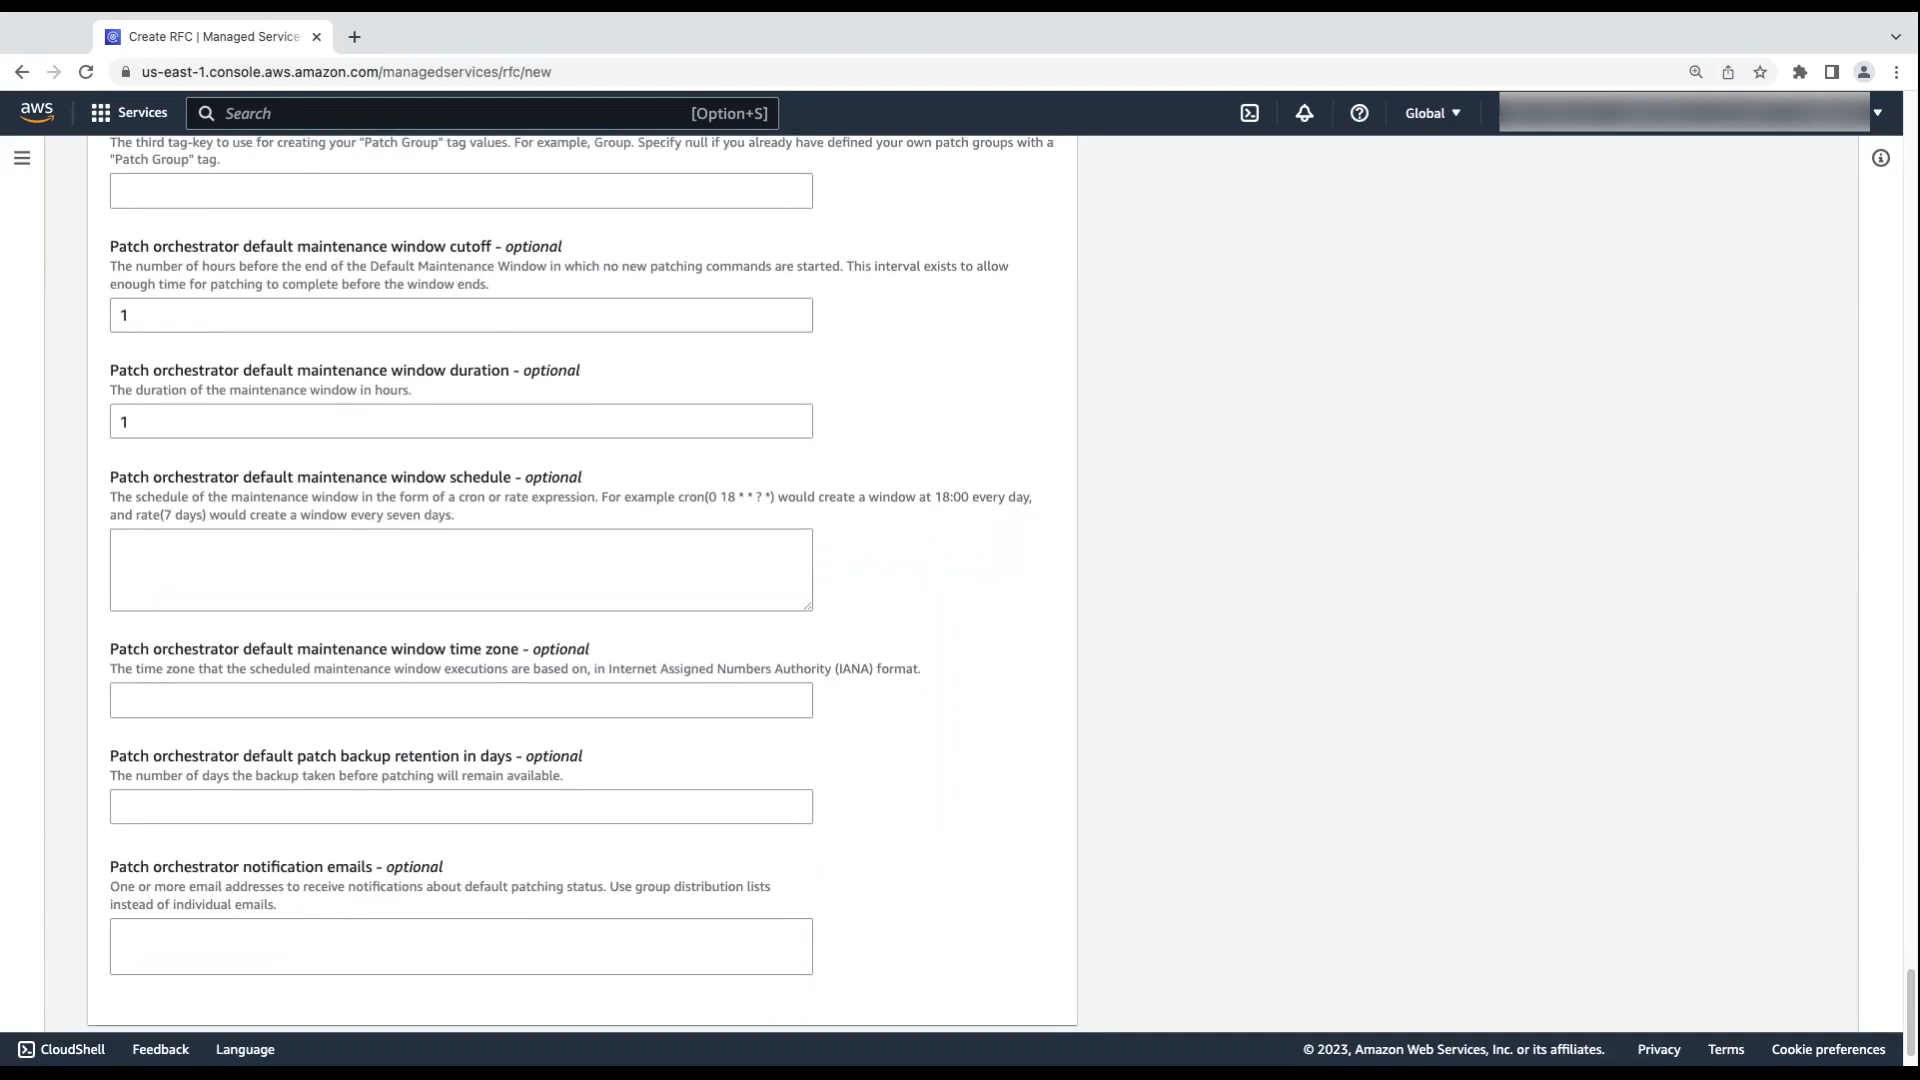 Create RFC | Managed Service
us-east-1.console.aws.amazon.com/managedservices/rfc/new
aws
Services
Search
[Option+S]
Global
The third tag-key to use for creating your "Patch Group" tag values. For example, Group. Specify null if you already have defined your own patch groups with a
"Patch Group" tag.
Patch orchestrator default maintenance window cutoff - optional
The number of hours before the end of the Default Maintenance Window in which no new patching commands are started. This interval exists to allow
enough time for patching to complete before the window ends.
1
Patch orchestrator default maintenance window duration - optional
The duration of the maintenance window in hours.
1
Patch orchestrator default maintenance window schedule - optional
The schedule of the maintenance window in the form of a cron or rate expression. For example cron(0 18 * * ? *) would create a window at 18:00 every day,
and rate(7 days) would create a window every seven days.
Patch orchestrator default maintenance window time zone - optional
The time zone that the scheduled maintenance window executions are based on, in Internet Assigned Numbers Authority (IANA) format.
Patch orchestrator default patch backup retention in days - optional
The number of days the backup taken before patching will remain available.
Patch orchestrator notification emails - optional
One or more email addresses to receive notifications about default patching status. Use group distribution lists
instead of individual emails.
CloudShell
Feedback
Language
© 2023, Amazon Web Services, Inc. or its affiliates.
Privacy
Terms
Cookie preferences